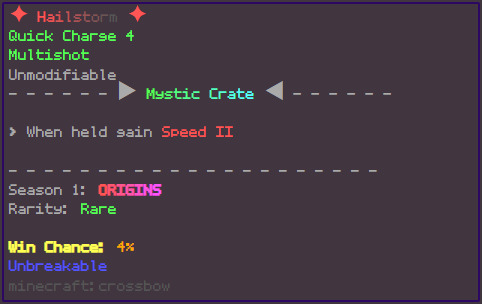 ✦ Hailstorm ✦
Quick Charge 4
Multishot
Unmodifiable
- - - - - - ▶ Mystic Crate ◀ - - - - - -
> When held gain Speed II
- - - - - - - - - - - - - - - - - - - - -
Season 1: ORIGINS
Rarity: Rare
Win Chance: 4%
Unbreakable
minecraft:crossbow